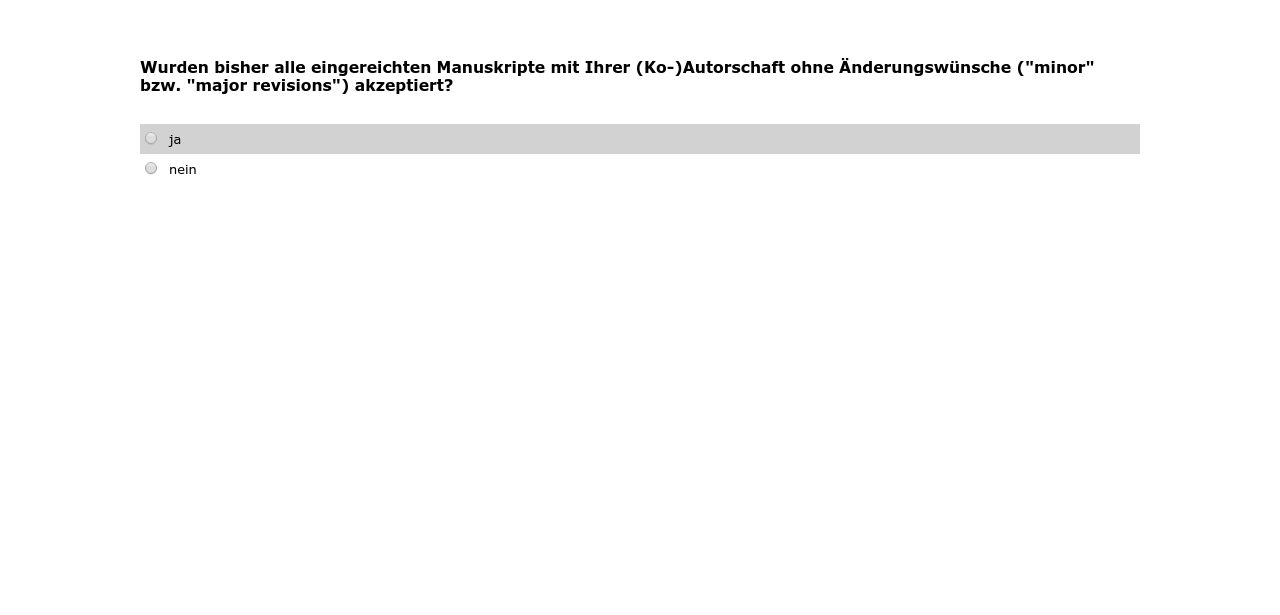 Wurden bisher alle eingereichten Manuskripte mit Ihrer (Ko-)Autorschaft ohne Änderungswünsche ("minor"
bzw. "major revisions") akzeptiert?
ja
nein